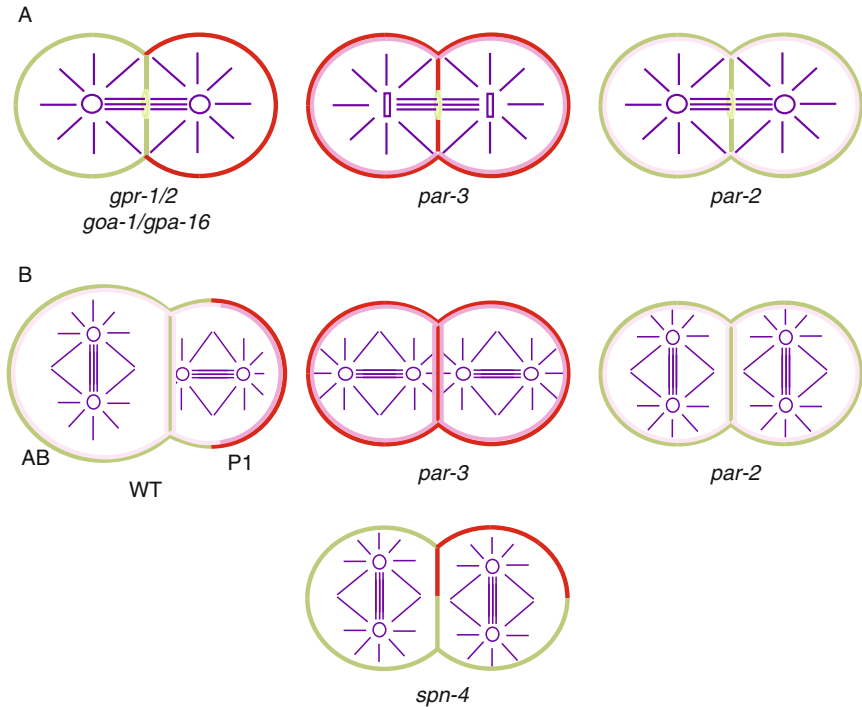 A
gpr-1/2
goa-1/gpa-16
par-3
par-2
B
AB
P1
WT
par-3
par-2
spn-4